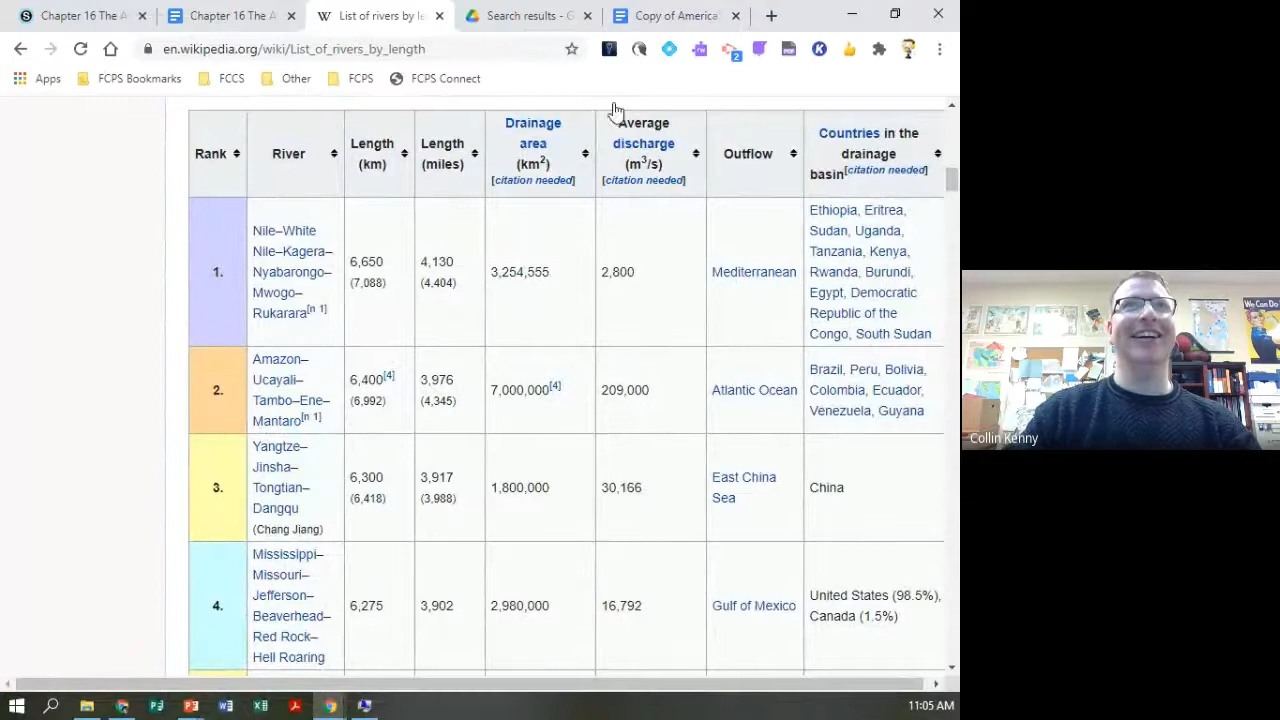 Chapter 16 The A
Chapter 16 The A
List of rivers by le
Search results - G
Copy of America'
en.wikipedia.org/wiki/List_of_rivers_by_length
2
Apps
FCPS Bookmarks
FCCS
Other
FCPS
FCPS Connect
Rank
River
Length
(km)
Length
(miles)
Drainage
area
(km²)
[citation needed]
Average
discharge
(m³/s)
[citation needed]
Outflow
Countries in the
drainage
basin[citation needed]
1.
Nile–White
Nile–Kagera–
Nyabarongo–
Mwogo–
Rukarara[n 1]
6,650
(7,088)
4,130
(4,404)
3,254,555
2,800
Mediterranean
Ethiopia, Eritrea,
Sudan, Uganda,
Tanzania, Kenya,
Rwanda, Burundi,
Egypt, Democratic
Republic of the
Congo, South Sudan
2.
Amazon–
Ucayali–
Tambo–Ene–
Mantaro[n 1]
6,400[4]
(6,992)
3,976
(4,345)
7,000,000[4]
209,000
Atlantic Ocean
Brazil, Peru, Bolivia,
Colombia, Ecuador,
Venezuela, Guyana
3.
Yangtze–
Jinsha–
Tongtian–
Dangqu
(Chang Jiang)
6,300
(6,418)
3,917
(3,988)
1,800,000
30,166
East China
Sea
China
4.
Mississippi–
Missouri–
Jefferson–
Beaverhead–
Red Rock–
Hell Roaring
6,275
3,902
2,980,000
16,792
Gulf of Mexico
United States (98.5%),
Canada (1.5%)
We Can Do
Collin Kenny
11:05 AM